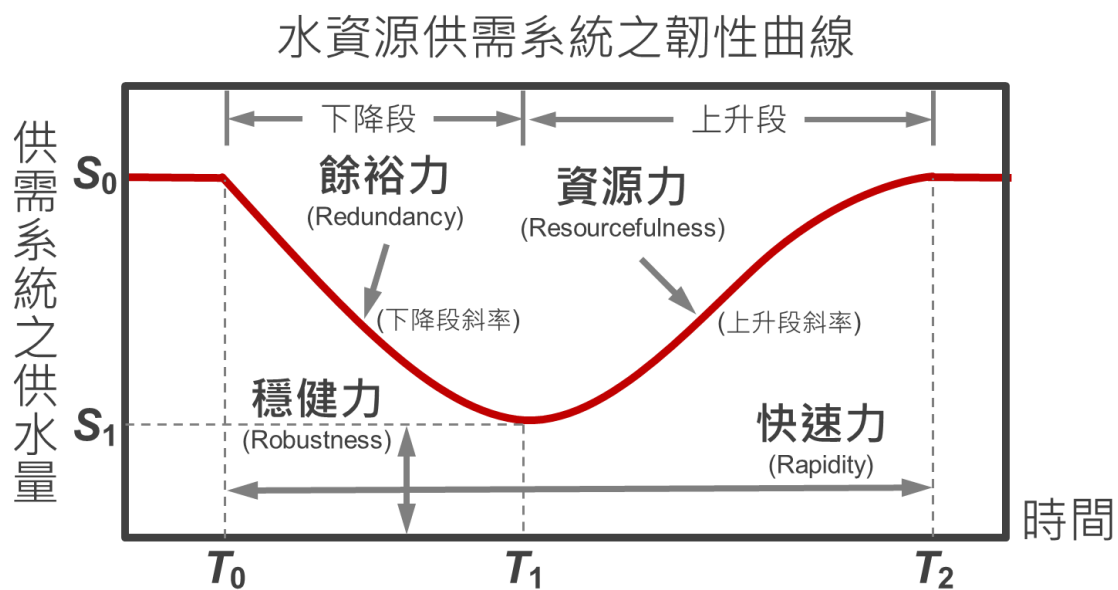 水資源供需系統之韌性曲線
下降段
上升段
供需系統之供水量
S0
餘裕力
(Redundancy)
資源力
(Resourcefulness)
(下降段斜率)
(上升段斜率)
穩健力
(Robustness)
S1
快速力
(Rapidity)
時間
T0
T1
T2